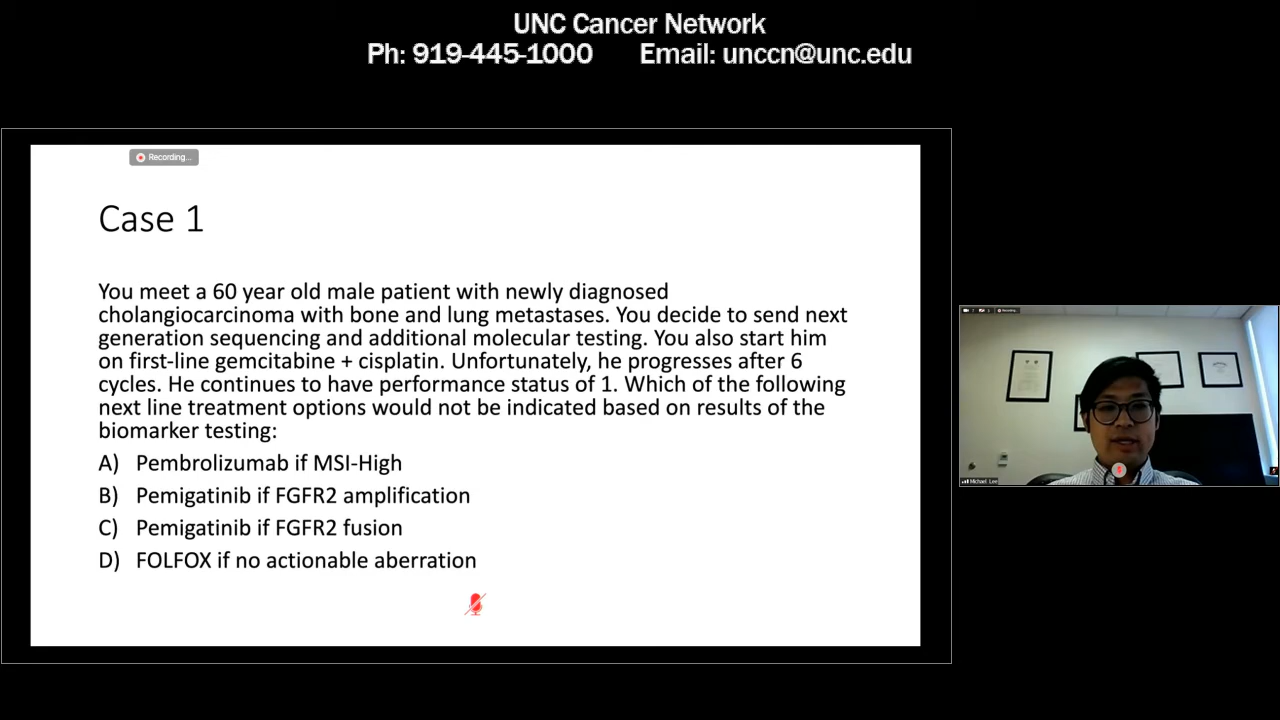 UNC Cancer Network
Ph: 919-445-1000 Email: unccn@unc.edu
Recording...
Case 1
You meet a 60 year old male patient with newly diagnosed
cholangiocarcinoma with bone and lung metastases. You decide to send next
generation sequencing and additional molecular testing. You also start him
on first-line gemcitabine + cisplatin. Unfortunately, he progresses after 6
cycles. He continues to have performance status of 1. Which of the following
next line treatment options would not be indicated based on results of the
biomarker testing:
A) Pembrolizumab if MSI-High
B) Pemigatinib if FGFR2 amplification
C) Pemigatinib if FGFR2 fusion
D) FOLFOX if no actionable aberration
Michael Lee